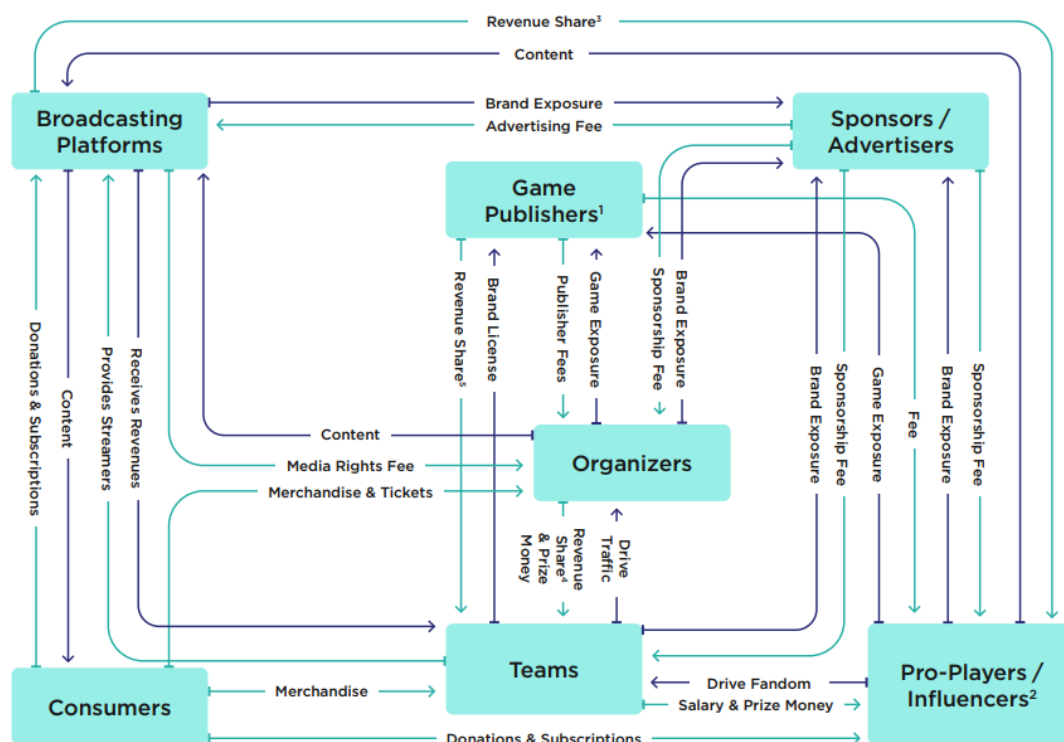 Revenue Share³
Content
Broadcasting
Platforms
Brand Exposure
Advertising Fee
Sponsors /
Advertisers
Game
Publishers¹
Donations & Subscriptions
Content
Provides Streamers
Receives Revenues
Revenue Share⁵
Brand License
Publisher Fees
Game Exposure
Sponsorship Fee
Brand Exposure
Brand Exposure
Sponsorship Fee
Game Exposure
Fee
Brand Exposure
Sponsorship Fee
Content
Media Rights Fee
Merchandise & Tickets
Organizers
Revenue
Share⁴
& Prize
Money
Drive
Traffic
Teams
Consumers
Merchandise
Drive Fandom
Salary & Prize Money
Pro-Players /
Influencers²
Donations & Subscriptions